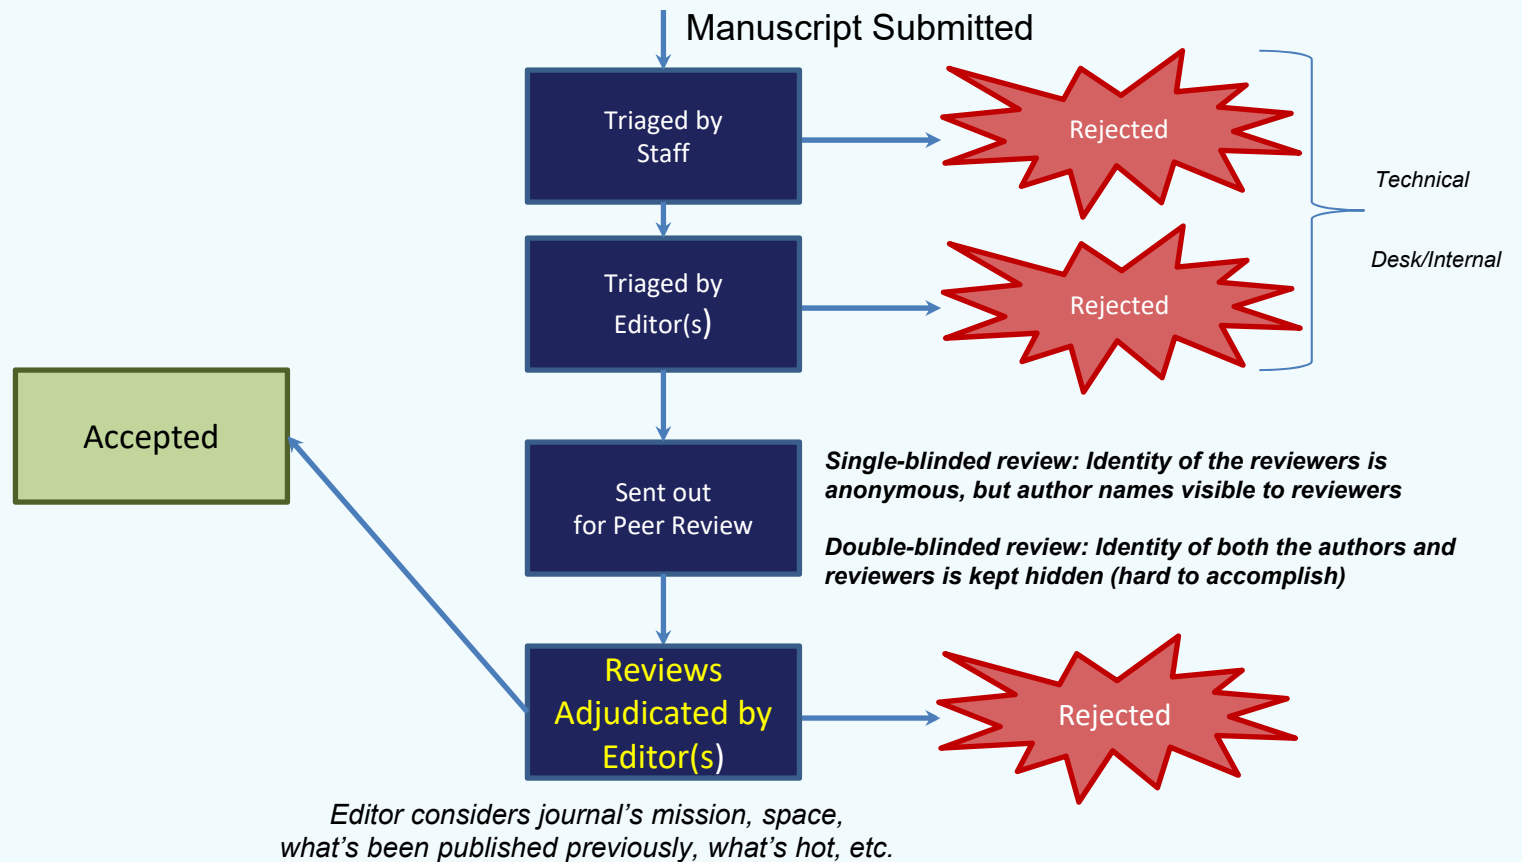 Manuscript Submitted
Triaged by
Staff
Rejected
Technical
Desk/Internal
Triaged by
Editor(s)
Rejected
Accepted
Sent out
for Peer Review
Single-blinded review: Identity of the reviewers is
anonymous, but author names visible to reviewers
Double-blinded review: Identity of both the authors and
reviewers is kept hidden (hard to accomplish)
Reviews
Adjudicated by
Editor(s)
Rejected
Editor considers journal’s mission, space,
what’s been published previously, what’s hot, etc.